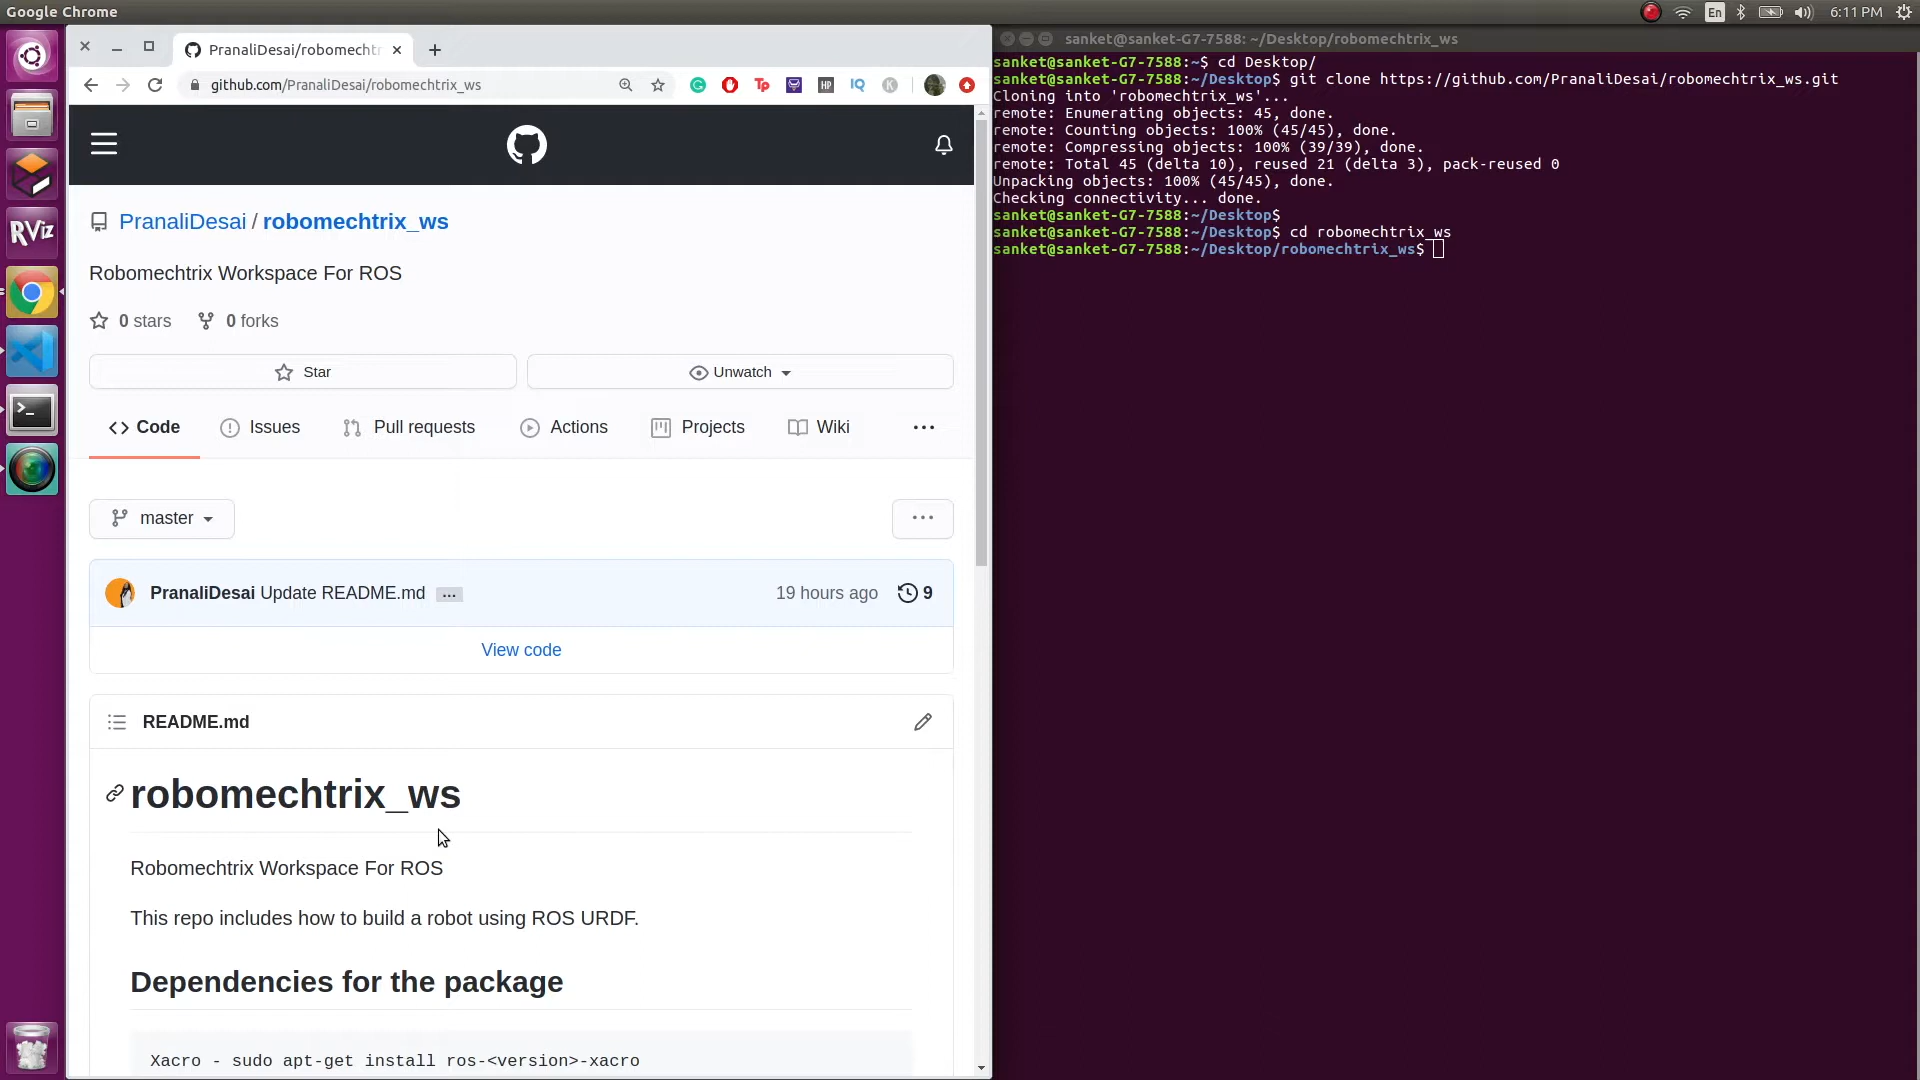 Google Chrome
En
6:11 PM
PranaliDesai/robomechtr
github.com/PranaliDesai/robomechtrix_ws
Tp
HP
IQ
K
RViz
PranaliDesai / robomechtrix_ws
Robomechtrix Workspace For ROS
0 stars
0 forks
Star
Unwatch
Code
Issues
Pull requests
Actions
Projects
Wiki
...
master
...
PranaliDesai Update README.md ...
19 hours ago
9
View code
README.md
robomechtrix_ws
Robomechtrix Workspace For ROS
This repo includes how to build a robot using ROS URDF.
Dependencies for the package
Xacro - sudo apt-get install ros-<version>-xacro
sanket@sanket-G7-7588: ~/Desktop/robomechtrix_ws
sanket@sanket-G7-7588:~$ cd Desktop/
sanket@sanket-G7-7588:~/Desktop$ git clone https://github.com/PranaliDesai/robomechtrix_ws.git
Cloning into 'robomechtrix_ws'...
remote: Enumerating objects: 45, done.
remote: Counting objects: 100% (45/45), done.
remote: Compressing objects: 100% (39/39), done.
remote: Total 45 (delta 10), reused 21 (delta 3), pack-reused 0
Unpacking objects: 100% (45/45), done.
Checking connectivity... done.
sanket@sanket-G7-7588:~/Desktop$
sanket@sanket-G7-7588:~/Desktop$ cd robomechtrix_ws
sanket@sanket-G7-7588:~/Desktop/robomechtrix_ws$